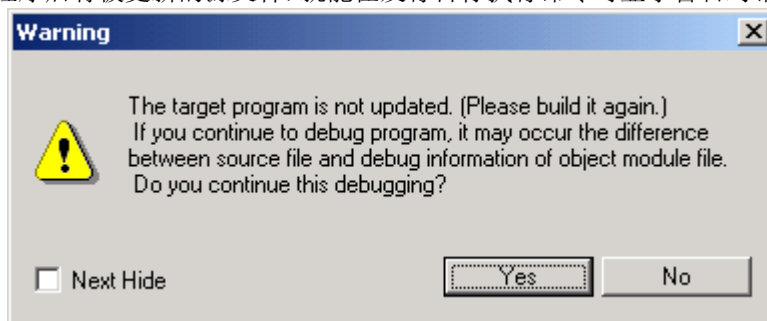 Warning
The target program is not updated. (Please build it again.)
If you continue to debug program, it may occur the difference
between source file and debug information of object module file.
Do you continue this debugging?
Next Hide
Yes
No